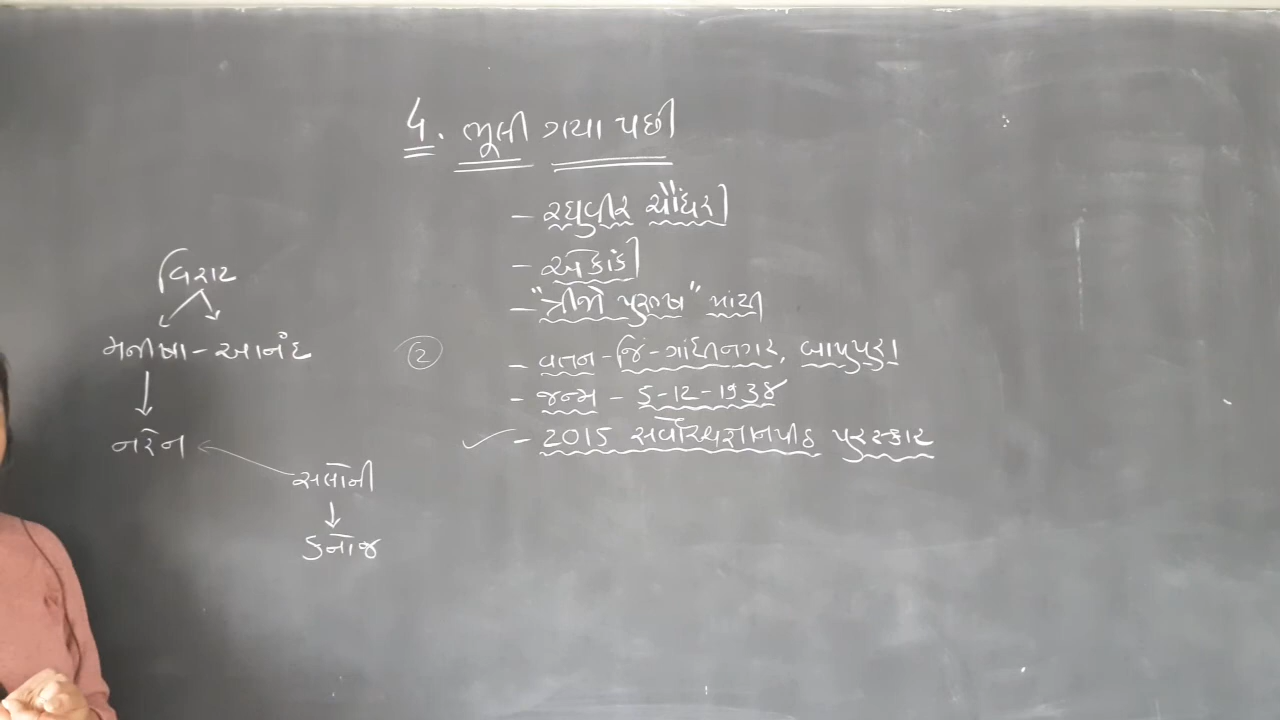 4. ભૂલી ગયા પછી
- રઘુવીર ચૌધરી
- એકાંકી
- "ત્રીજો પુરુષ" માંથી
- વતન - જિ - ગાંધીનગર, બાપુપુરા
- જન્મ - 5-12-1938
- 2015 સર્વોચ્ચજ્ઞાનપીઠ પુરસ્કાર
2
વિરાટ
મનીષા - આનંદ
નરેન
સલોની
કનોજ